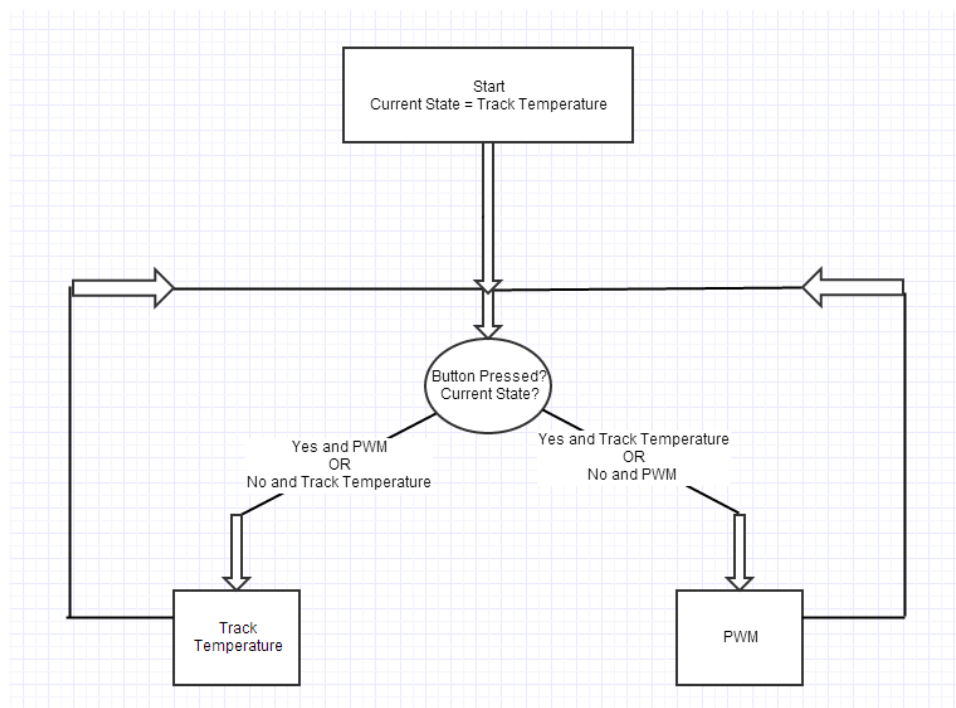 Start
Current State = Track Temperature
Button Pressed?
Current State?
Yes and PWM
OR
No and Track Temperature
Yes and Track Temperature
OR
No and PWM
Track
Temperature
PWM